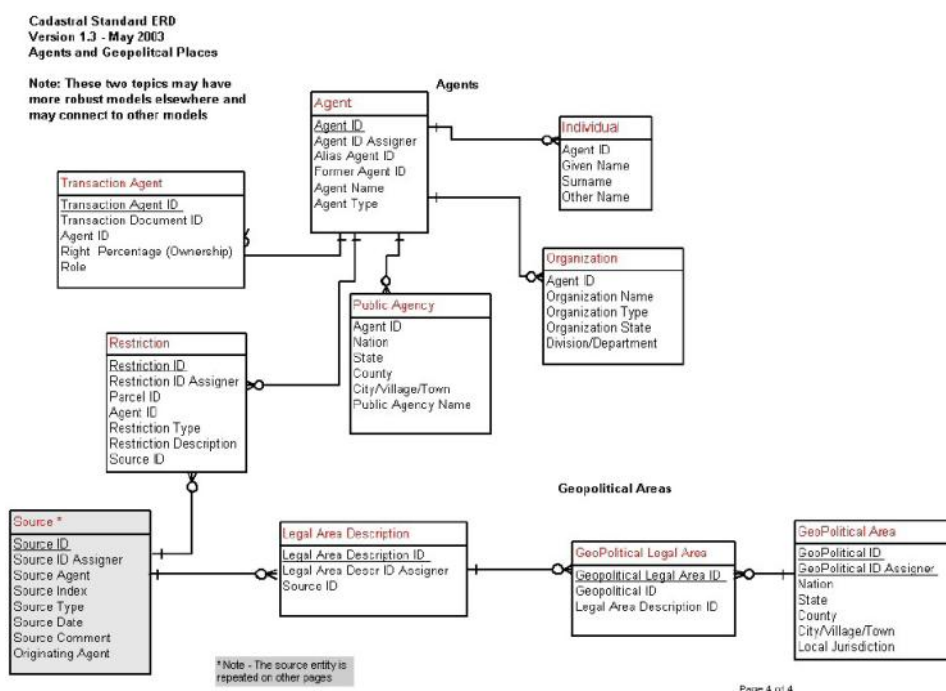 Cadastral Standard ERD
Version 1.3 - May 2003
Agents and Geopolitcal Places
Note: These two topics may have
more robust models elsewhere and
may connect to other models
Agents
Agent
Agent ID
Agent ID Assigner
Alias Agent ID
Former Agent ID
Agent Name
Agent Type
Individual
Agent ID
Given Name
Surname
Other Name
Transaction Agent
Transaction Agent ID
Transaction Document ID
Agent ID
Right Percentage (Ownership)
Role
Organization
Agent ID
Organization Name
Organization Type
Organization State
Division/Department
Public Agency
Agent ID
Nation
State
County
City/Village/Town
Public Agency Name
Restriction
Restriction ID
Restriction ID Assigner
Parcel ID
Agent ID
Restriction Type
Restriction Description
Source ID
Geopolitical Areas
Source *
Source ID
Source ID Assigner
Source Agent
Source Index
Source Type
Source Date
Source Comment
Originating Agent
Legal Area Description
Legal Area Description ID
Legal Area Descr ID Assigner
Source ID
GeoPolitical Legal Area
Geopolitical Legal Area ID
Geopolitical ID
Legal Area Description ID
GeoPolitical Area
GeoPolitical ID
GeoPolitical ID Assigner
Nation
State
County
City/Village/Town
Local Jurisdiction
*Note - The source entity is
repeated on other pages
Page 4 of 4